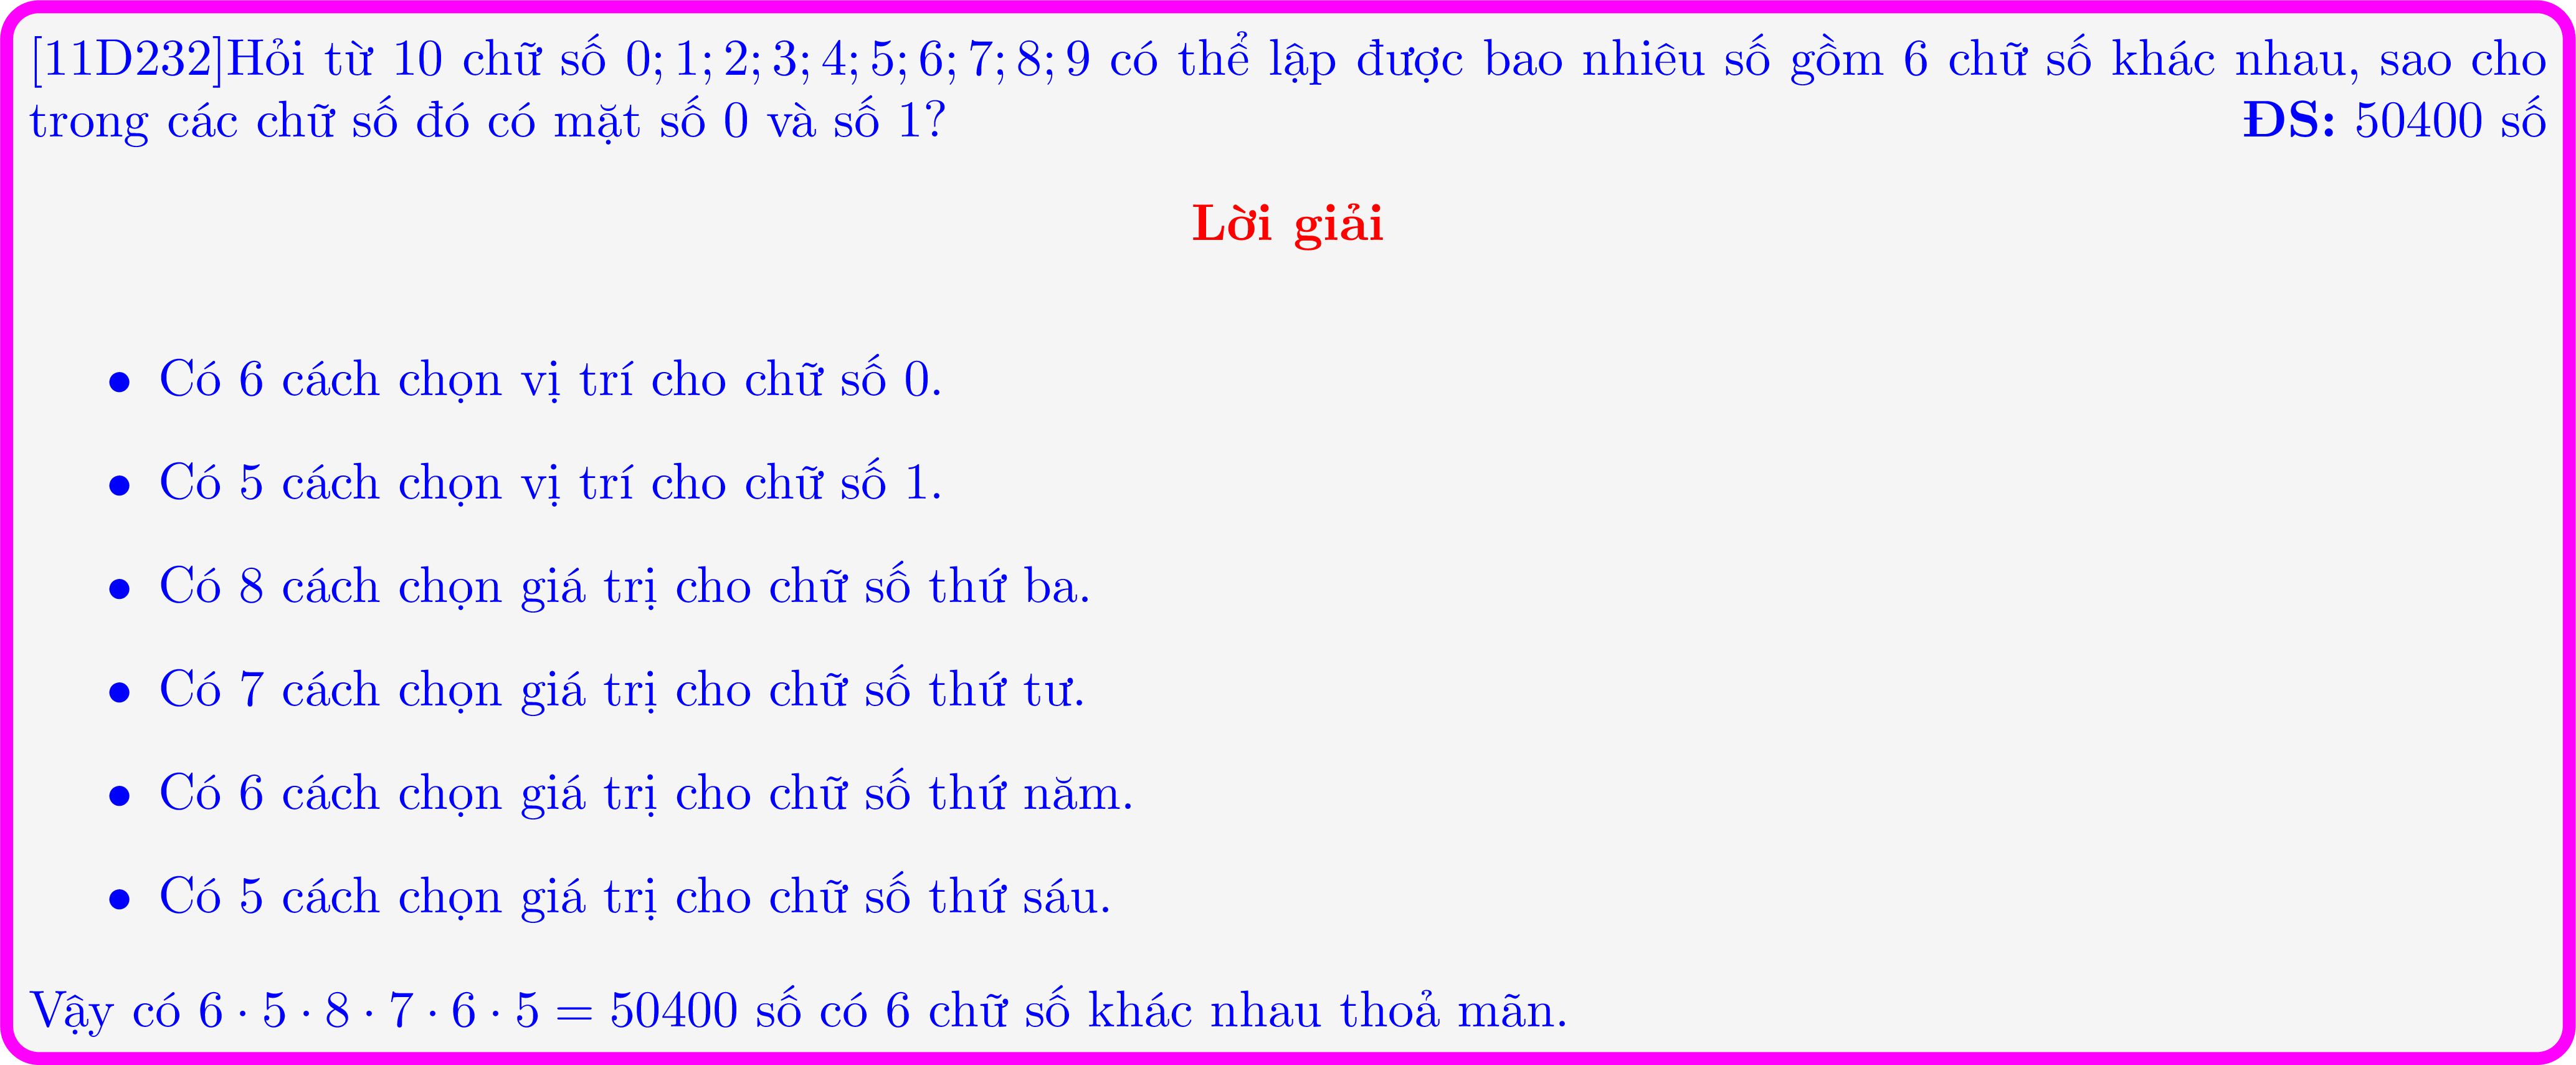 [11D232]Hỏi từ 10 chữ số 0; 1; 2; 3; 4; 5; 6; 7; 8; 9 có thể lập được bao nhiêu số gồm 6 chữ số khác nhau, sao cho
trong các chữ số đó có mặt số 0 và số 1? ĐS: 50400 số
Lời giải
• Có 6 cách chọn vị trí cho chữ số 0.
• Có 5 cách chọn vị trí cho chữ số 1.
• Có 8 cách chọn giá trị cho chữ số thứ ba.
• Có 7 cách chọn giá trị cho chữ số thứ tư.
• Có 6 cách chọn giá trị cho chữ số thứ năm.
• Có 5 cách chọn giá trị cho chữ số thứ sáu.
Vậy có 6 · 5 · 8 · 7 · 6 · 5 = 50400 số có 6 chữ số khác nhau thoả mãn.